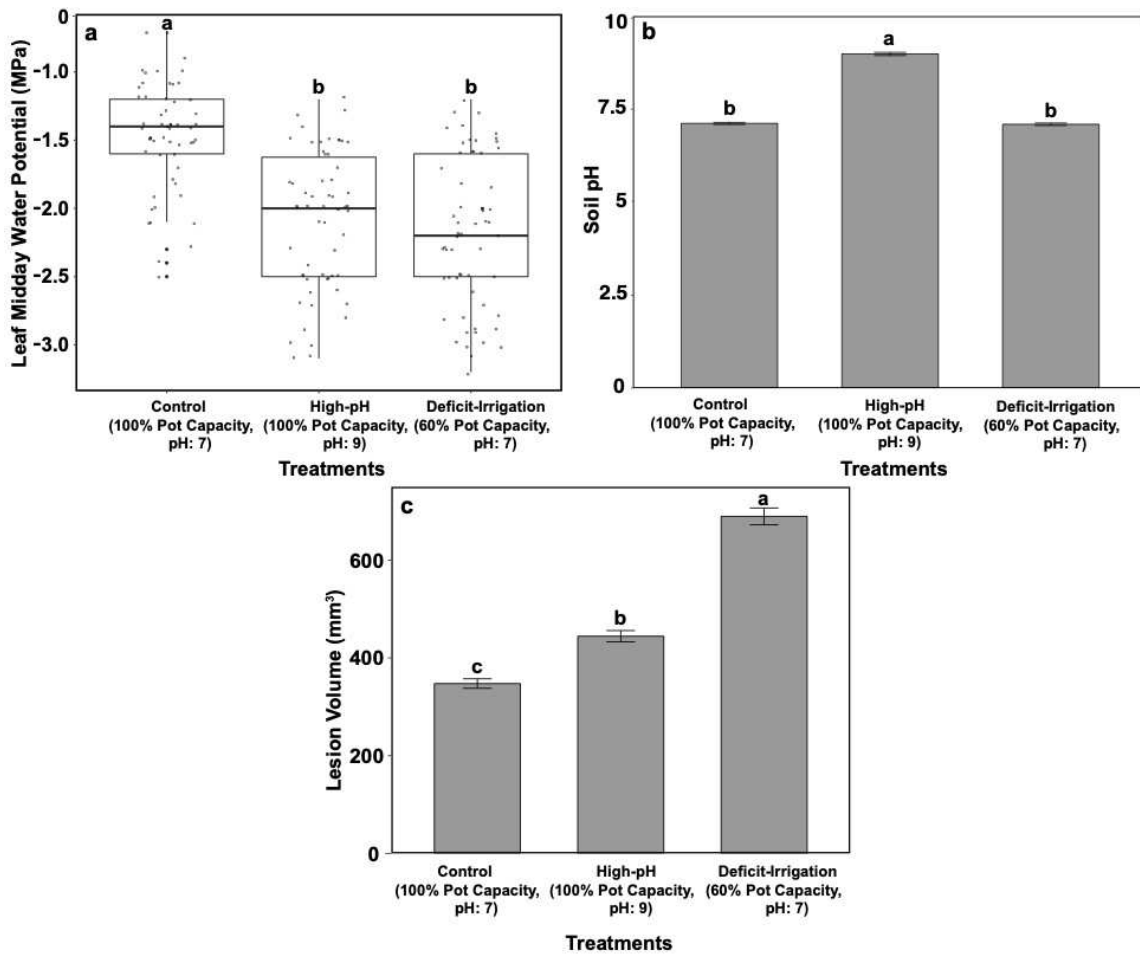 a
Leaf Midday Water Potential (MPa)
0
−1.0
−1.5
−2.0
−2.5
−3.0
a
b
b
Control
(100% Pot Capacity,
pH: 7)
High-pH
(100% Pot Capacity,
pH: 9)
Deficit-Irrigation
(60% Pot Capacity,
pH: 7)
Treatments
b
Soil pH
10
7.5
5
2.5
0
b
a
b
Control
(100% Pot Capacity,
pH: 7)
High-pH
(100% Pot Capacity,
pH: 9)
Deficit-Irrigation
(60% Pot Capacity,
pH: 7)
Treatments
c
Lesion Volume (mm³)
600
400
200
0
c
b
a
Control
(100% Pot Capacity,
pH: 7)
High-pH
(100% Pot Capacity,
pH: 9)
Deficit-Irrigation
(60% Pot Capacity,
pH: 7)
Treatments